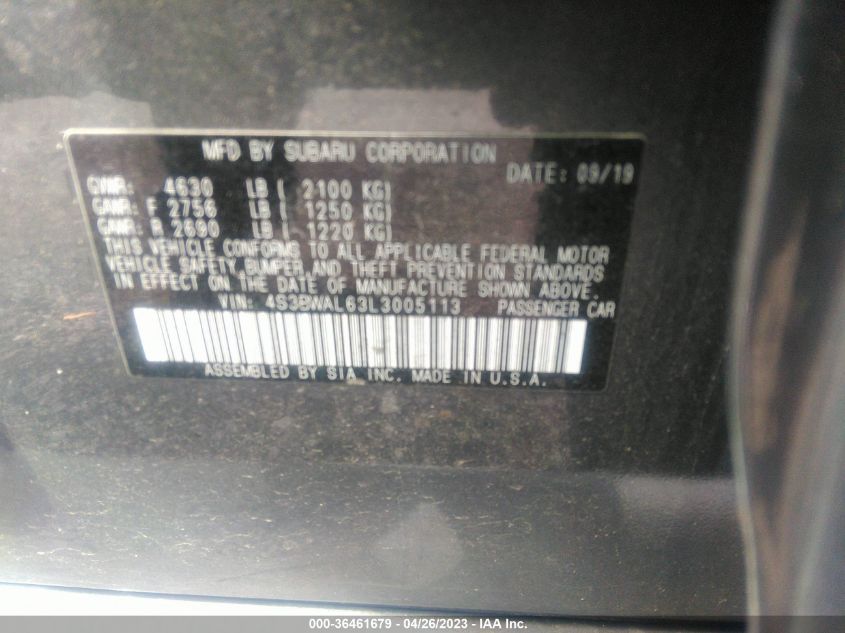 MFD BY SUBARU CORPORATION
DATE: 09/19
GVWR: 4630 LB ( 2100 KG)
GAWR: F 2756 LB ( 1250 KG)
GAWR: R 2690 LB ( 1220 KG)
THIS VEHICLE CONFORMS TO ALL APPLICABLE FEDERAL MOTOR
VEHICLE SAFETY, BUMPER, AND THEFT PREVENTION STANDARDS
IN EFFECT ON THE DATE OF MANUFACTURE SHOWN ABOVE.
VIN: 4S3BWAL63L3005113 PASSENGER CAR
ASSEMBLED BY SIA INC. MADE IN U.S.A.
000-36461679 | 04/26/2023 | IAA Inc.